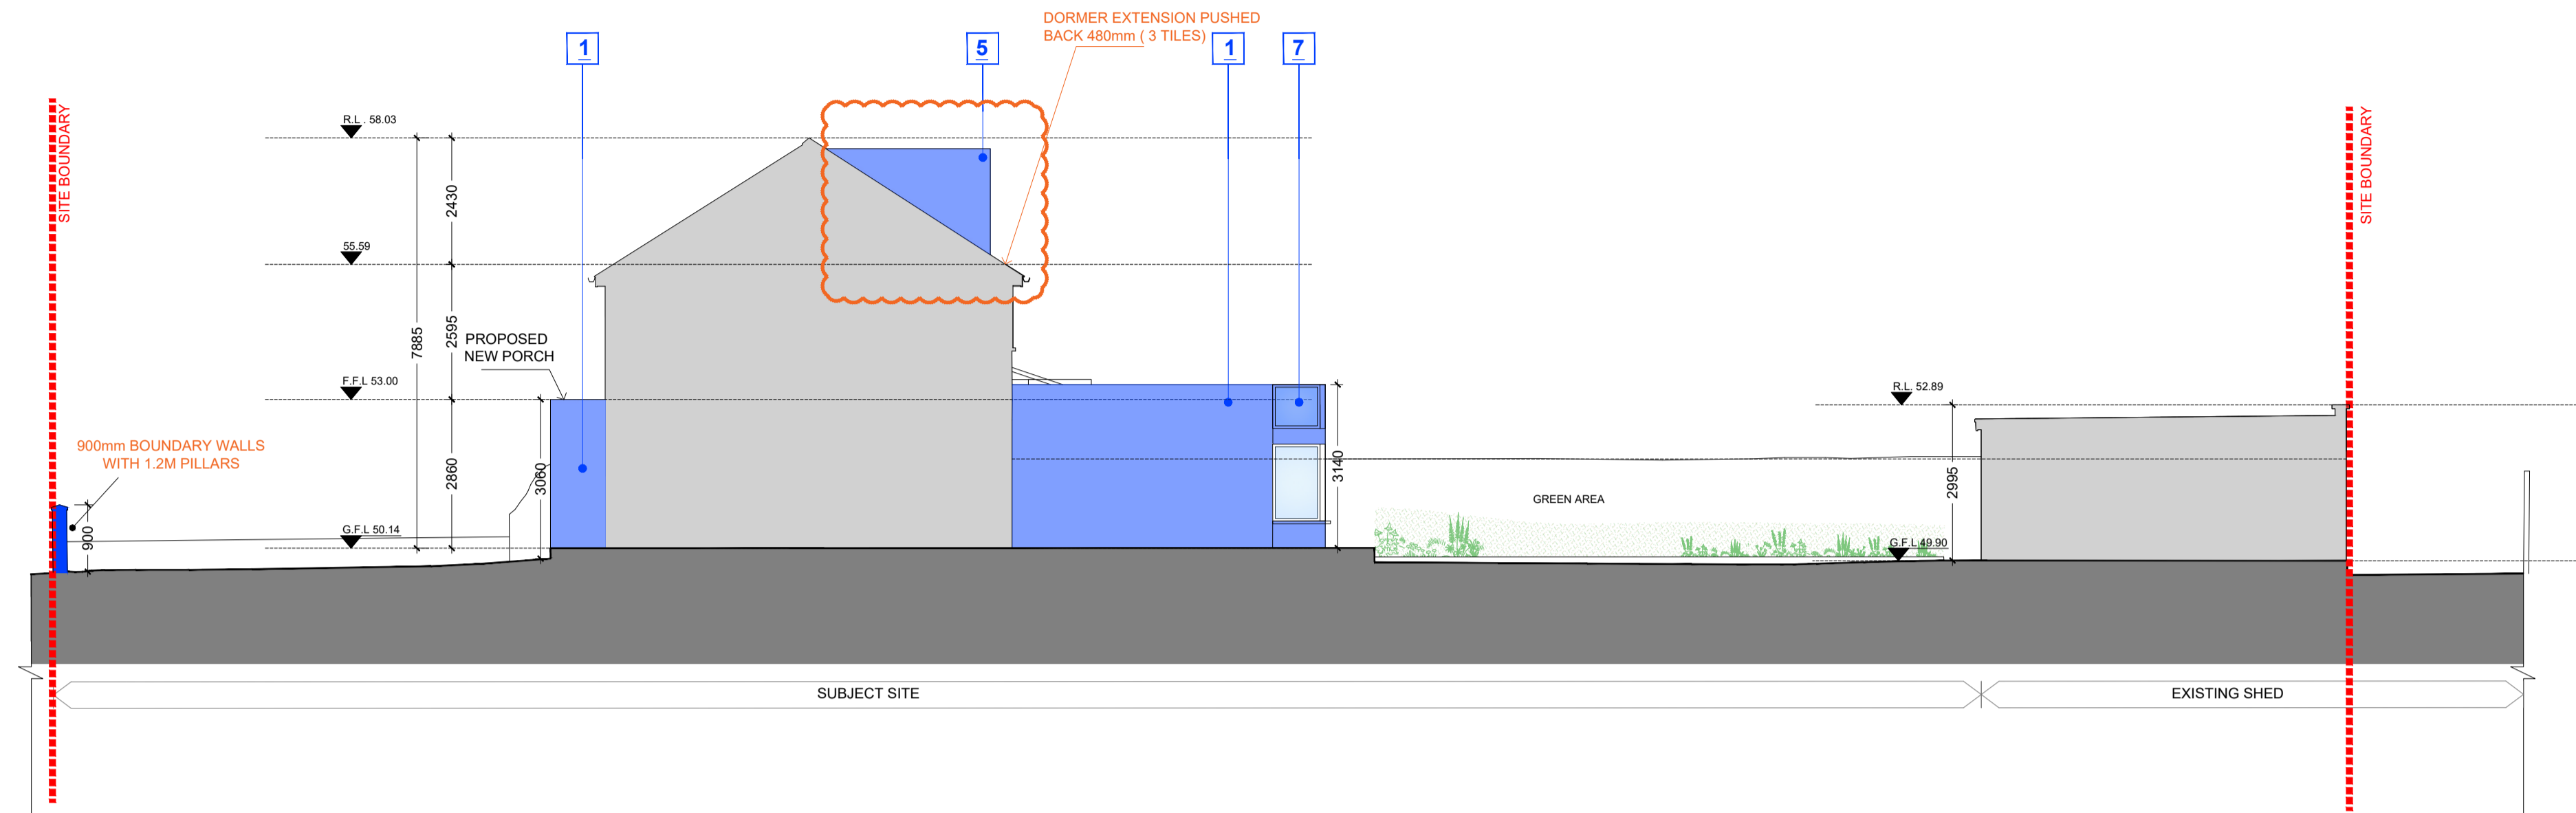 DORMER EXTENSION PUSHED
BACK 480mm ( 3 TILES)
1
5
1
7
SITE BOUNDARY
SITE BOUNDARY
R.L . 58.03
2430
55.59
7885
2595
PROPOSED
NEW PORCH
F.F.L 53.00
R.L. 52.89
900mm BOUNDARY WALLS
WITH 1.2M PILLARS
2860
3060
3140
2995
GREEN AREA
900
G.F.L 50.14
G.F.L 49.90
SUBJECT SITE
EXISTING SHED